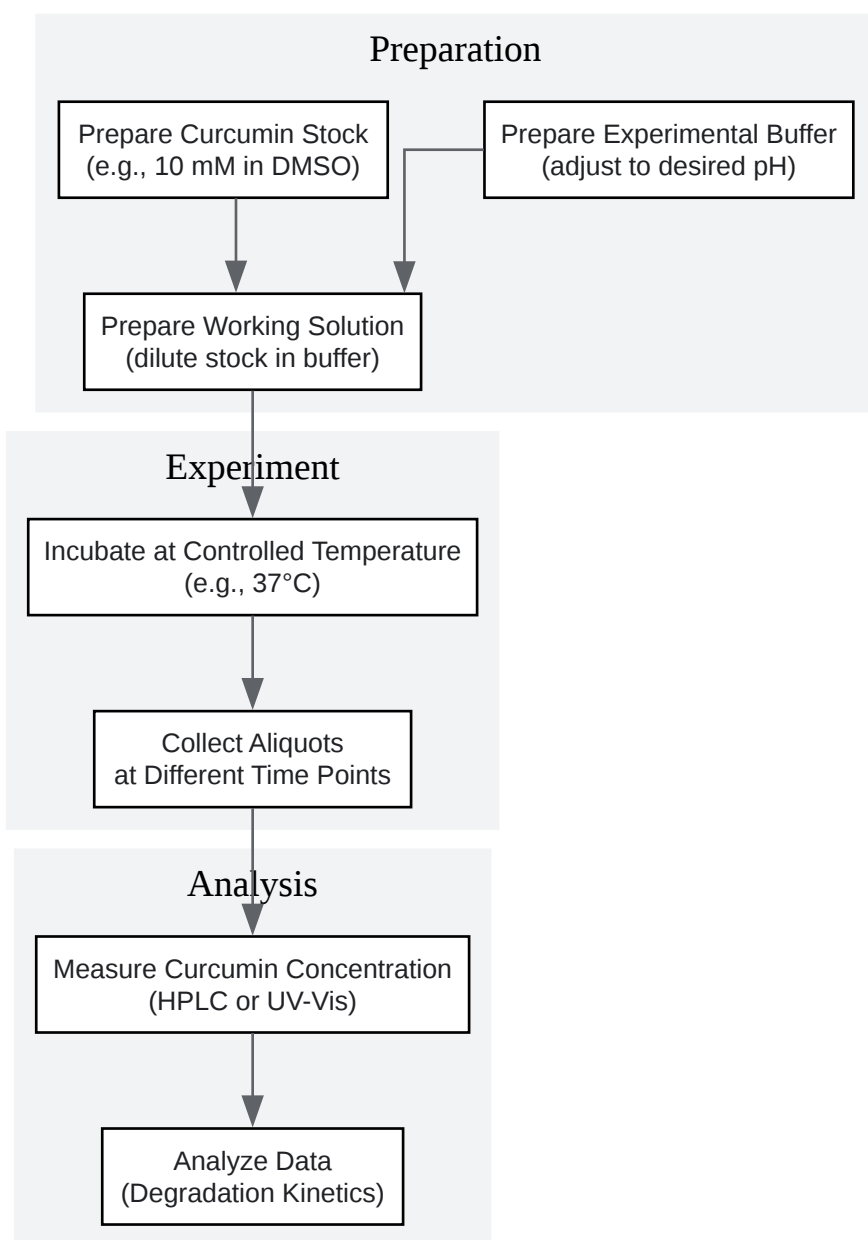 Preparation
Prepare Curcumin Stock
(e.g., 10 mM in DMSO)
Prepare Experimental Buffer
(adjust to desired pH)
Prepare Working Solution
(dilute stock in buffer)
Experiment
Incubate at Controlled Temperature
(e.g., 37°C)
Collect Aliquots
at Different Time Points
Analysis
Measure Curcumin Concentration
(HPLC or UV-Vis)
Analyze Data
(Degradation Kinetics)